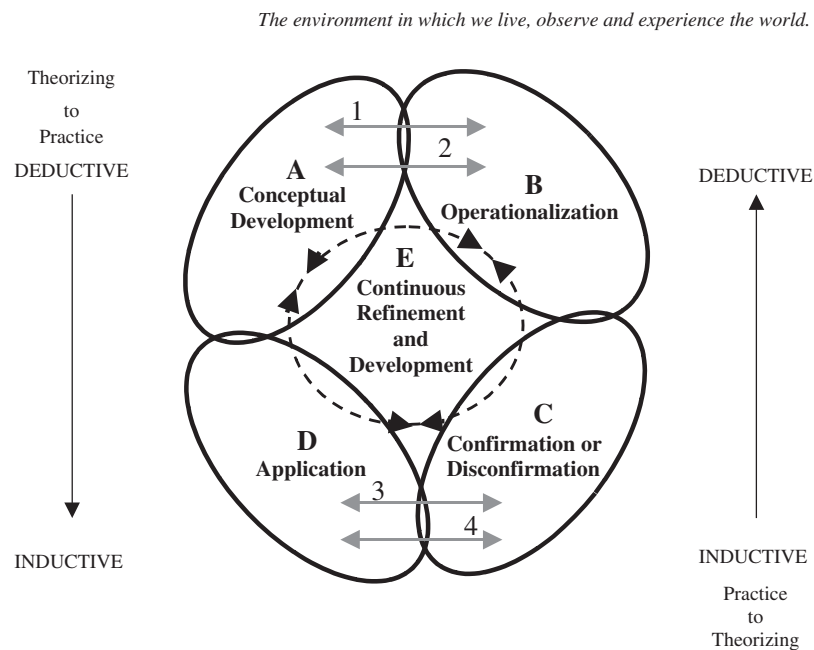 The environment in which we live, observe and experience the world.
Theorizing
to
Practice
DEDUCTIVE
1
2
A
Conceptual
Development
B
Operationalization
DEDUCTIVE
E
Continuous
Refinement
and
Development
D
Application
C
Confirmation or
Disconfirmation
3
4
INDUCTIVE
INDUCTIVE
Practice
to
Theorizing